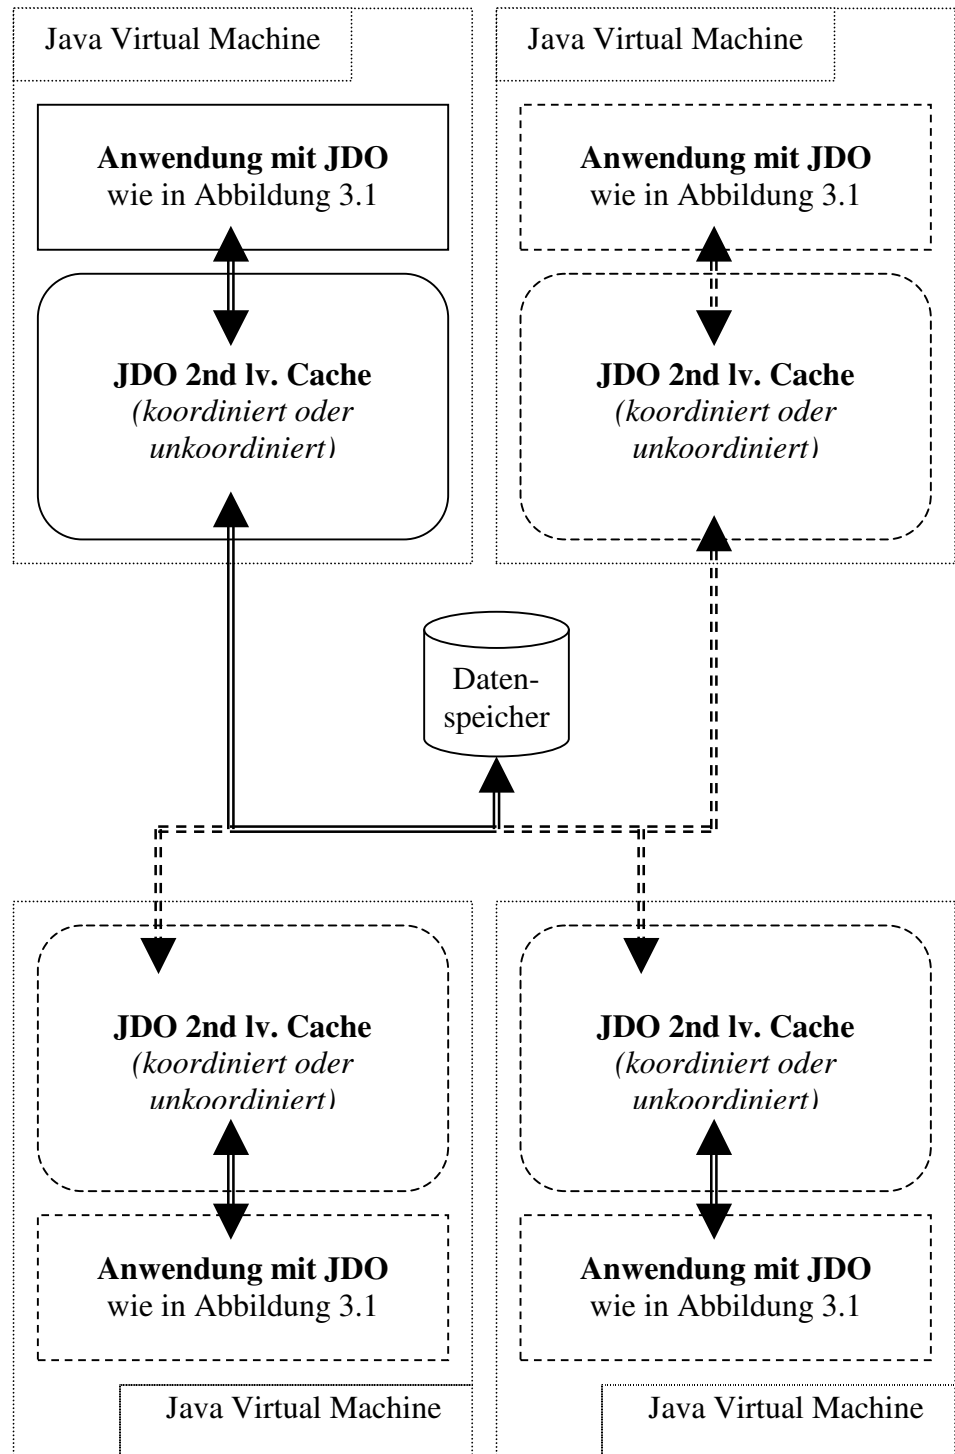 Java Virtual Machine
Anwendung mit JDO
wie in Abbildung 3.1
JDO 2nd lv. Cache
(koordiniert oder
unkoordiniert)
Java Virtual Machine
Anwendung mit JDO
wie in Abbildung 3.1
JDO 2nd lv. Cache
(koordiniert oder
unkoordiniert)
Daten-
speicher
JDO 2nd lv. Cache
(koordiniert oder
unkoordiniert)
Anwendung mit JDO
wie in Abbildung 3.1
Java Virtual Machine
JDO 2nd lv. Cache
(koordiniert oder
unkoordiniert)
Anwendung mit JDO
wie in Abbildung 3.1
Java Virtual Machine